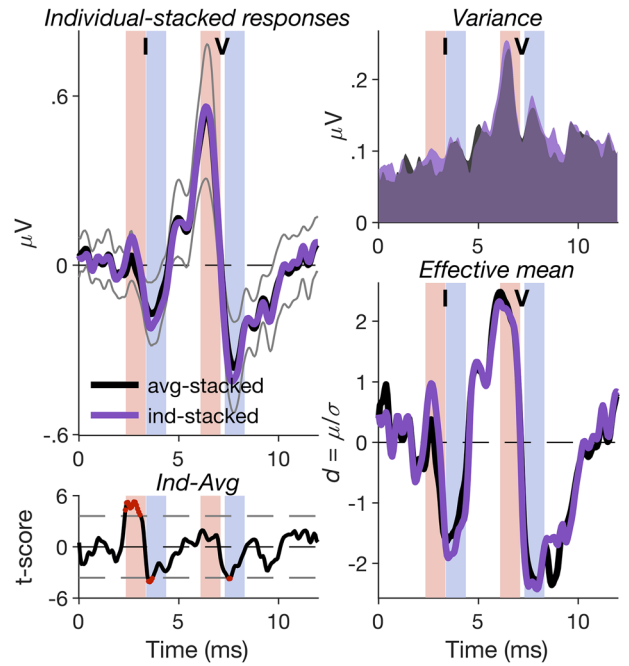 Individual-stacked responses
I V
.6
0
-.6
μV
avg-stacked
ind-stacked
0 5 10
Variance
I V
.2
.1
0
μV
0 5 10
Ind-Avg
6
0
-6
t-score
0 5 10
Time (ms)
Effective mean
I V
2
1
0
-1
-2
d = μ/σ
0 5 10
Time (ms)